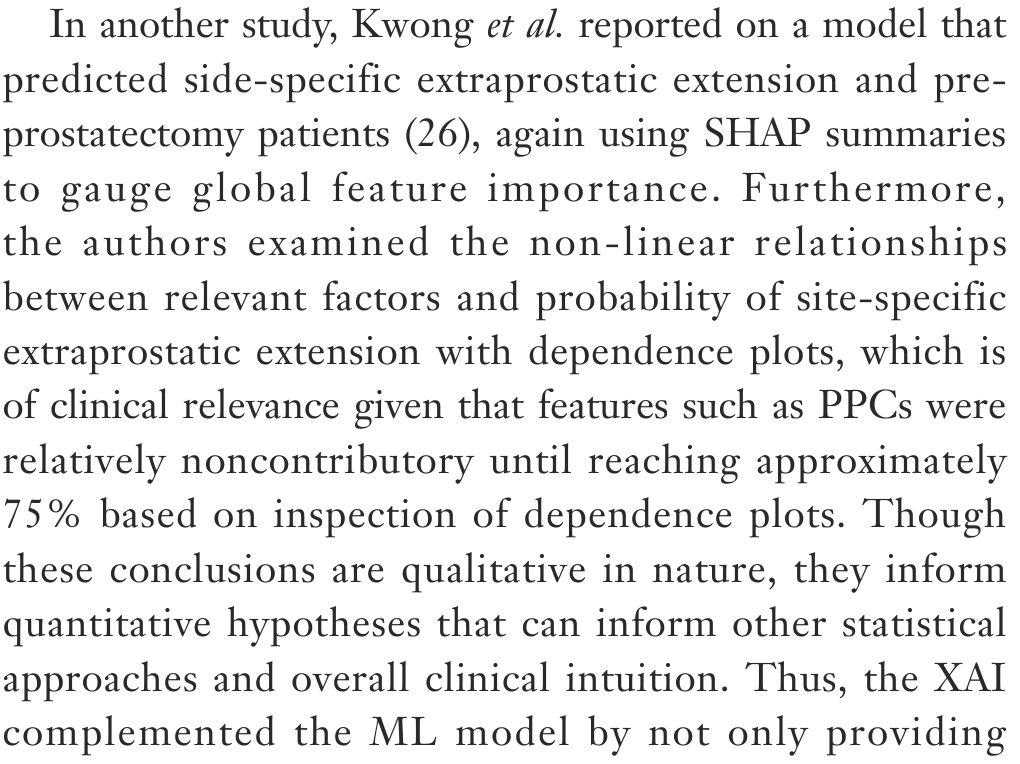 In another study, Kwong et al. reported on a model that
predicted side-specific extraprostatic extension and pre-
prostatectomy patients (26), again using SHAP summaries
to gauge global feature importance. Furthermore,
the authors examined the non-linear relationships
between relevant factors and probability of site-specific
extraprostatic extension with dependence plots, which is
of clinical relevance given that features such as PPCs were
relatively noncontributory until reaching approximately
75% based on inspection of dependence plots. Though
these conclusions are qualitative in nature, they inform
quantitative hypotheses that can inform other statistical
approaches and overall clinical intuition. Thus, the XAI
complemented the ML model by not only providing